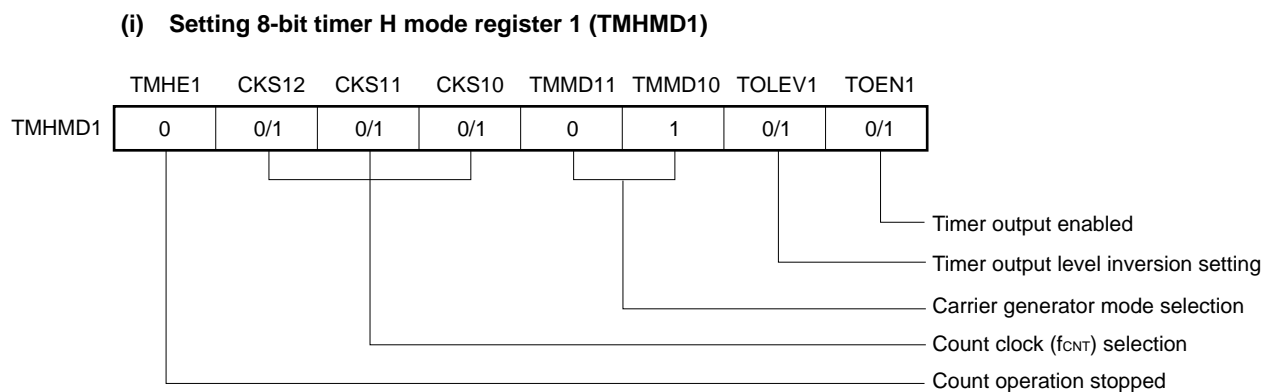 (i) Setting 8-bit timer H mode register 1 (TMHMD1)
TMHE1 CKS12 CKS11 CKS10 TMMD11 TMMD10 TOLEV1 TOEN1
TMHMD1 0 0/1 0/1 0/1 0 1 0/1 0/1
Timer output enabled
Timer output level inversion setting
Carrier generator mode selection
Count clock (fCNT) selection
Count operation stopped